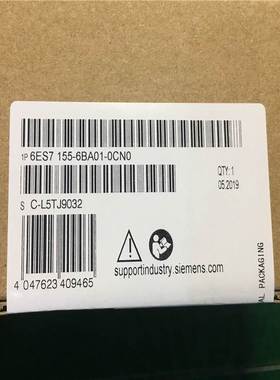 1P 6ES7 155-6BA01-0CN0
QTY: 1
05.2019
S C-L5TJ9032
supportindustry.siemens.com
4 047623 409465
AL PACKAGING